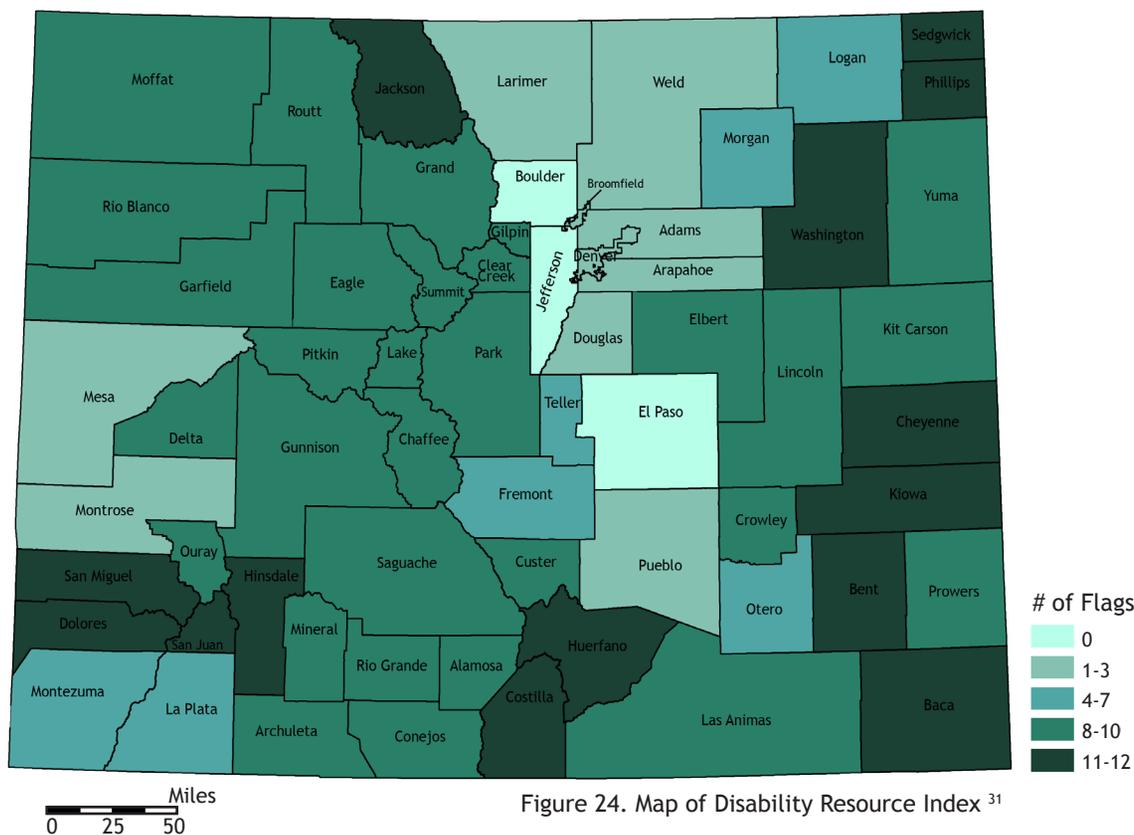 Moffat
Routt
Jackson
Larimer
Weld
Logan
Sedgwick
Phillips
Morgan
Grand
Boulder
Broomfield
Yuma
Rio Blanco
Gilpin
Adams
Washington
Denver
Clear
Creek
Arapahoe
Garfield
Eagle
Summit
Jefferson
Elbert
Kit Carson
Douglas
Pitkin
Lake
Park
Lincoln
Mesa
Teller
El Paso
Cheyenne
Delta
Gunnison
Chaffee
Fremont
Kiowa
Montrose
Crowley
Ouray
Saguache
Custer
Pueblo
San Miguel
Hinsdale
Bent
Prowers
Otero
Dolores
San Juan
Mineral
Huerfano
Rio Grande
Alamosa
Montezuma
La Plata
Costilla
Baca
Archuleta
Conejos
Las Animas
# of Flags
0
1-3
4-7
8-10
11-12
Miles
0 25 50
Figure 24. Map of Disability Resource Index 31